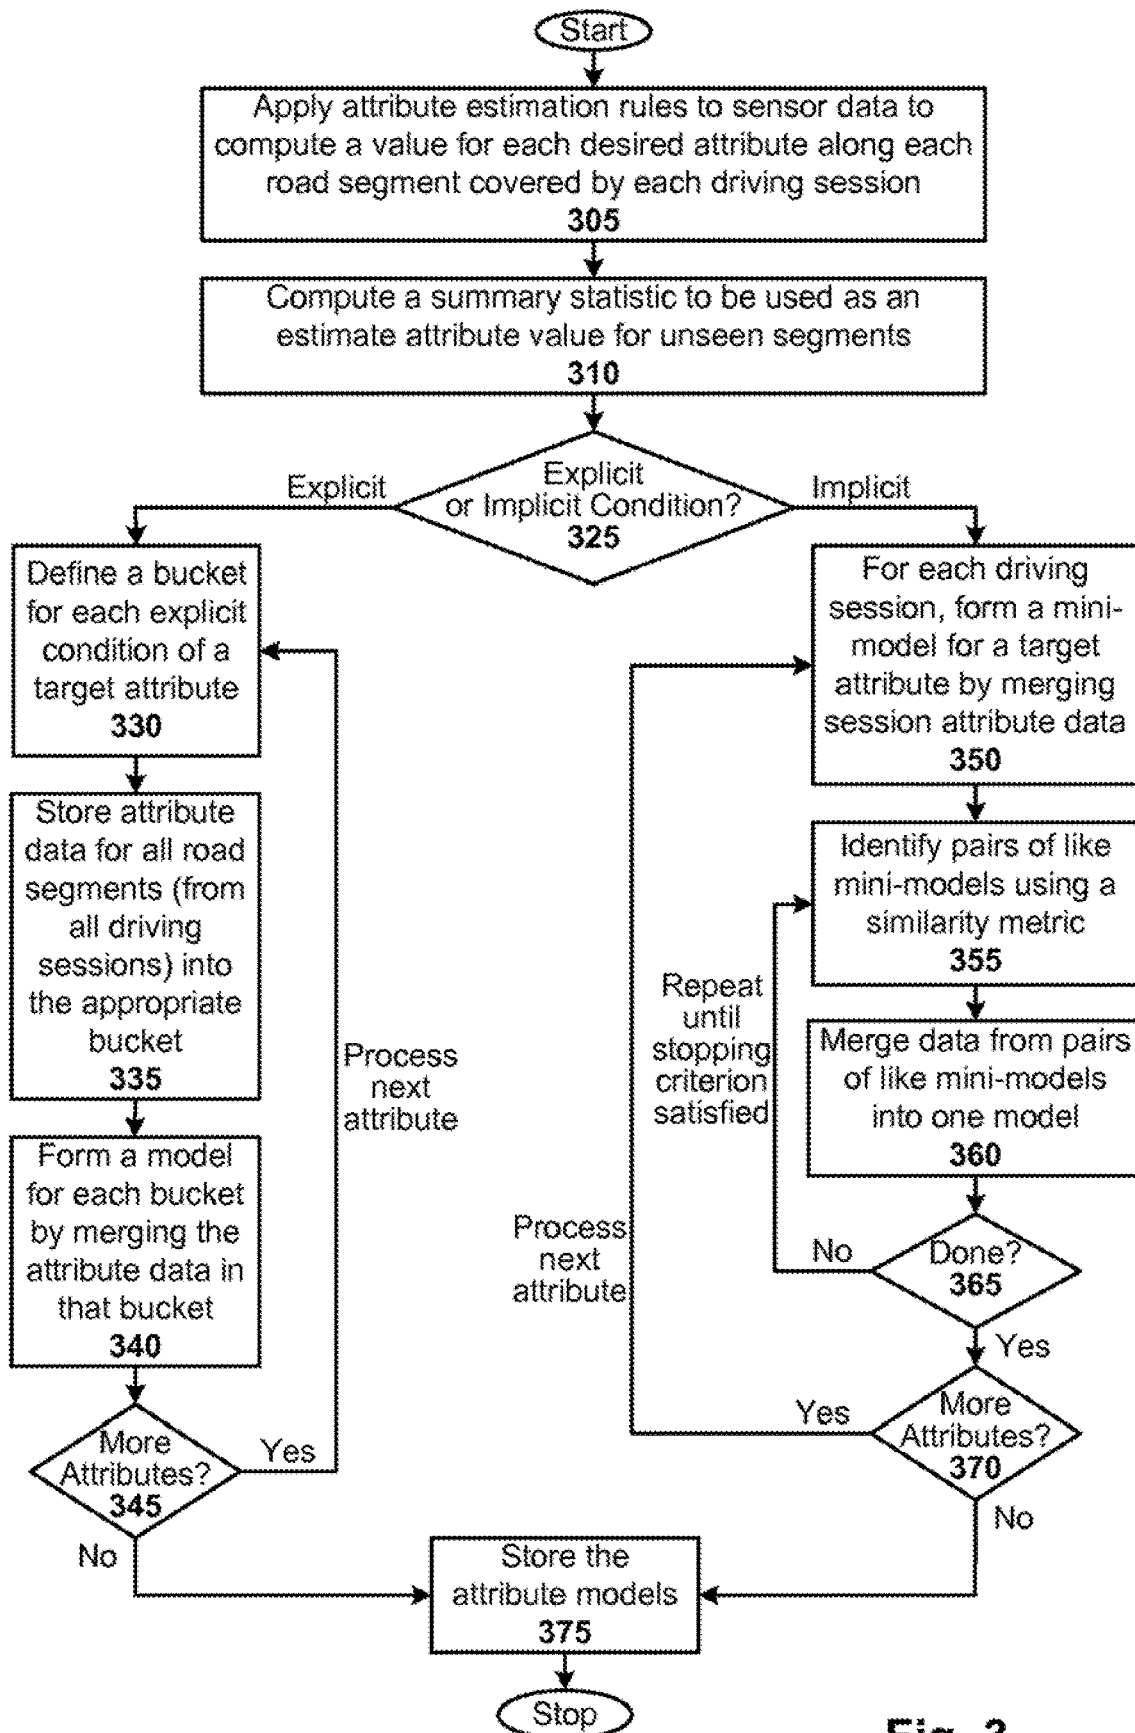 Start
Apply attribute estimation rules to sensor data to
compute a value for each desired attribute along each
road segment covered by each driving session
305
Compute a summary statistic to be used as an
estimate attribute value for unseen segments
310
Explicit
or Implicit Condition?
325
Explicit
Implicit
Define a bucket
for each explicit
condition of a
target attribute
330
Store attribute
data for all road
segments (from
all driving
sessions) into
the appropriate
bucket
335
Form a model
for each bucket
by merging the
attribute data in
that bucket
340
More
Attributes?
345
Yes
Process
next
attribute
No
For each driving
session, form a mini-
model for a target
attribute by merging
session attribute data
350
Identify pairs of like
mini-models using a
similarity metric
355
Merge data from pairs
of like mini-models
into one model
360
Done?
365
No
Repeat
until
stopping
criterion
satisfied
Yes
More
Attributes?
370
Yes
Process
next
attribute
No
Store the
attribute models
375
Stop
Fig. 3